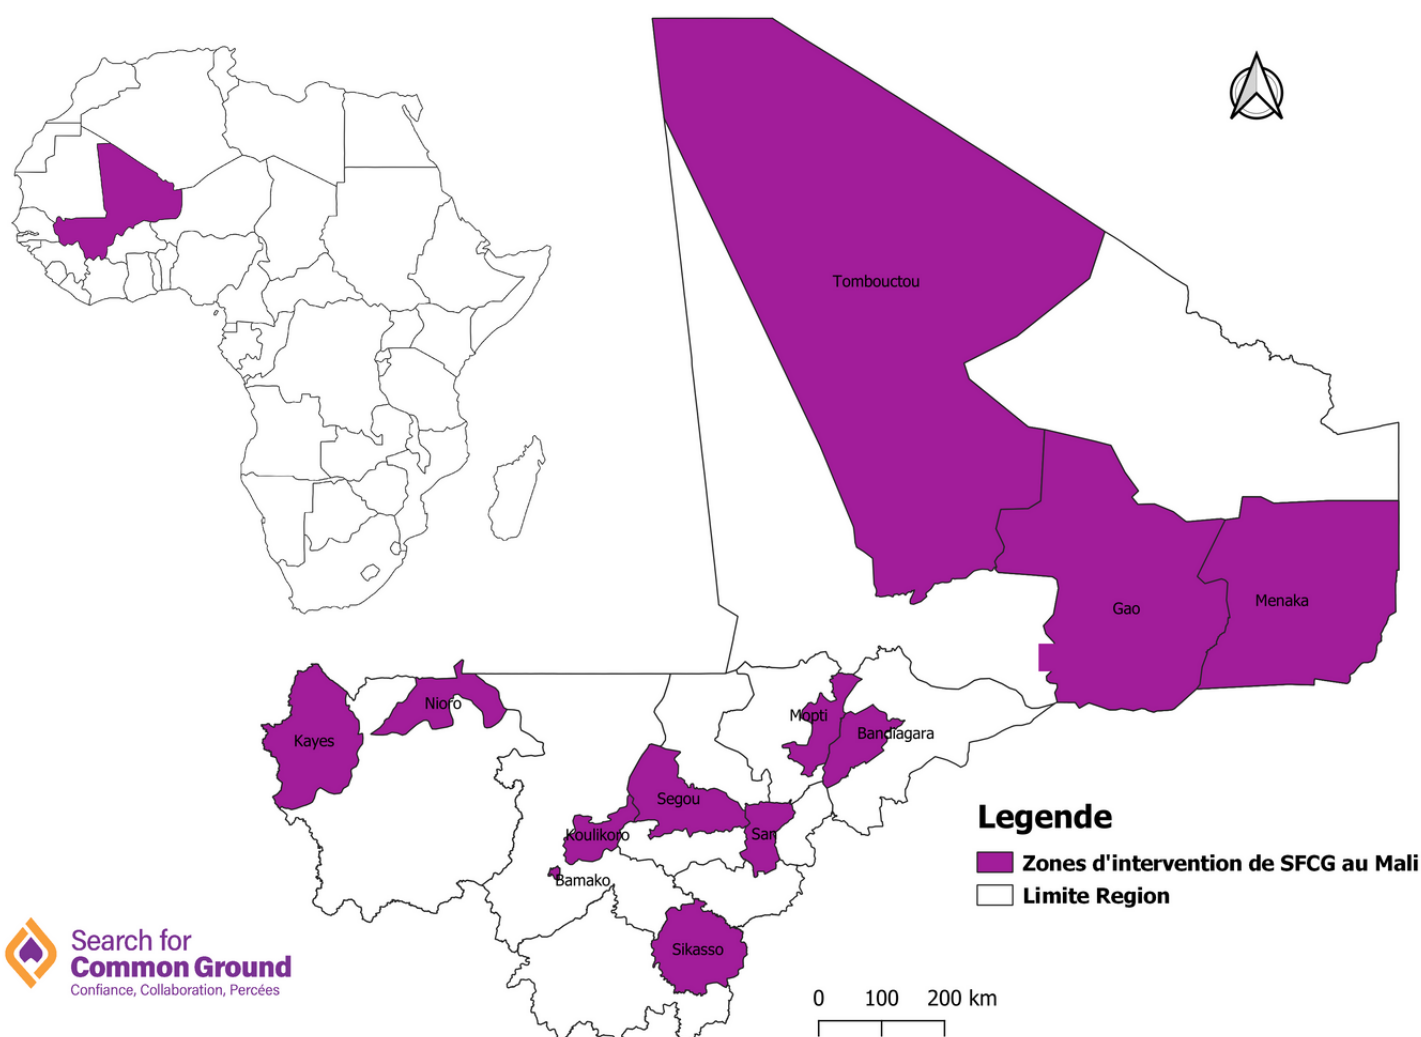 Tombouctou
Gao
Menaka
Nioro
Kayes
Mopti
Bandiagara
Segou
Koulikoro
San
Bamako
Sikasso
Legende
Zones d'intervention de SFCG au Mali
Limite Region
Search for
Common Ground
Confiance, Collaboration, Percées
0 100 200 km